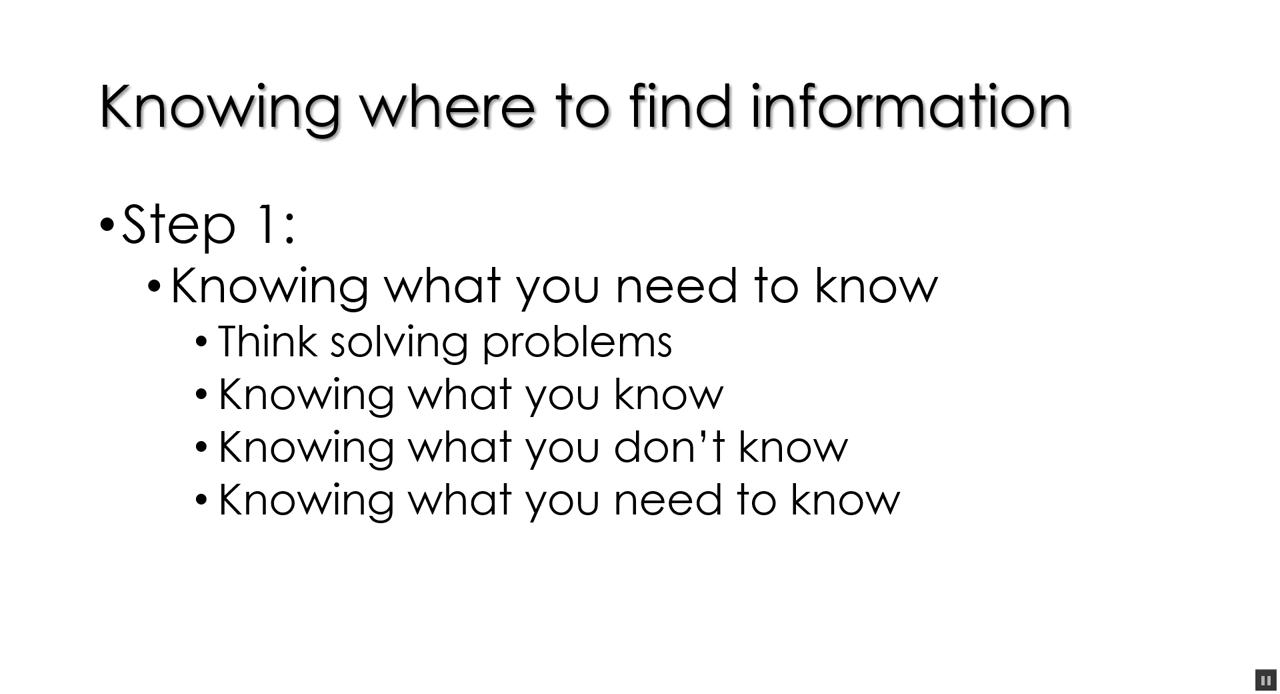 Knowing where to find information
•Step 1:
•Knowing what you need to know
•Think solving problems
•Knowing what you know
•Knowing what you don’t know
•Knowing what you need to know